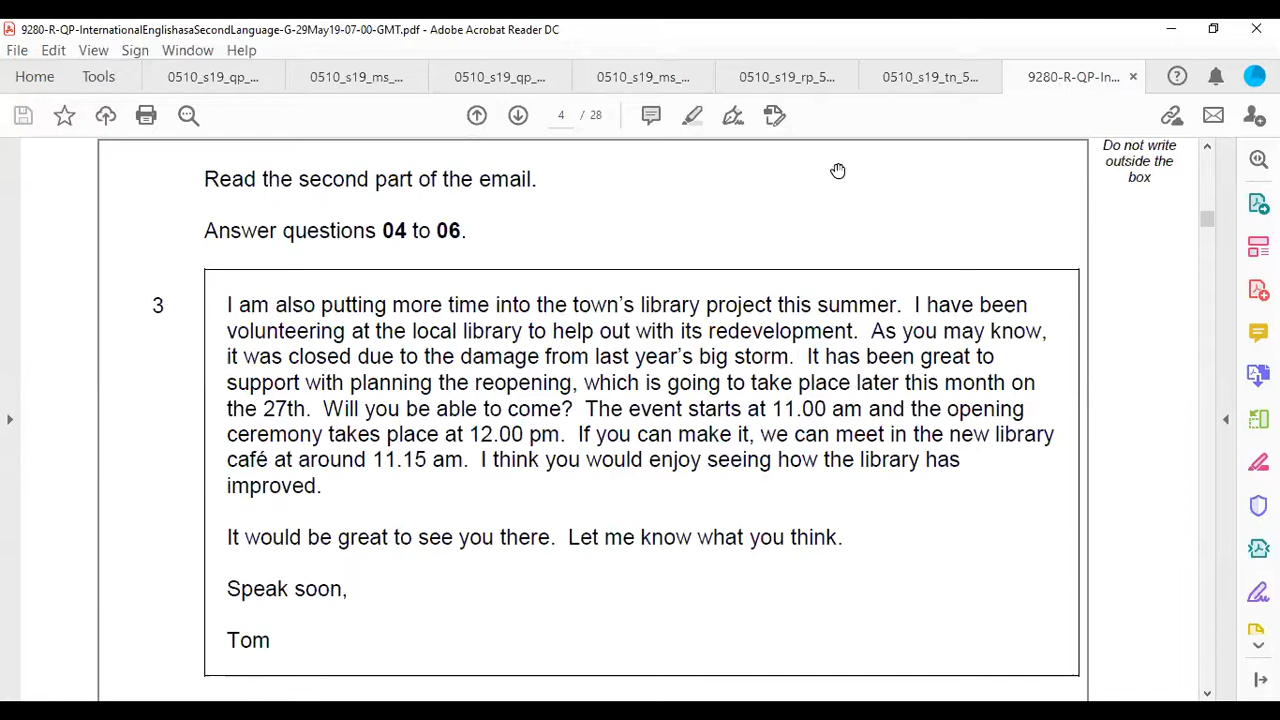 9280-R-QP-InternationalEnglishasaSecondLanguage-G-29May19-07-00-GMT.pdf - Adobe Acrobat Reader DC
File Edit View Sign Window Help
Home Tools 0510_s19_qp_... 0510_s19_ms_... 0510_s19_qp_... 0510_s19_ms_... 0510_s19_rp_5... 0510_s19_tn_5... 9280-R-QP-In...
4 / 28
Do not write
outside the
box
Read the second part of the email.
Answer questions 04 to 06.
3
I am also putting more time into the town's library project this summer. I have been
volunteering at the local library to help out with its redevelopment. As you may know,
it was closed due to the damage from last year's big storm. It has been great to
support with planning the reopening, which is going to take place later this month on
the 27th. Will you be able to come? The event starts at 11.00 am and the opening
ceremony takes place at 12.00 pm. If you can make it, we can meet in the new library
café at around 11.15 am. I think you would enjoy seeing how the library has
improved.
It would be great to see you there. Let me know what you think.
Speak soon,
Tom